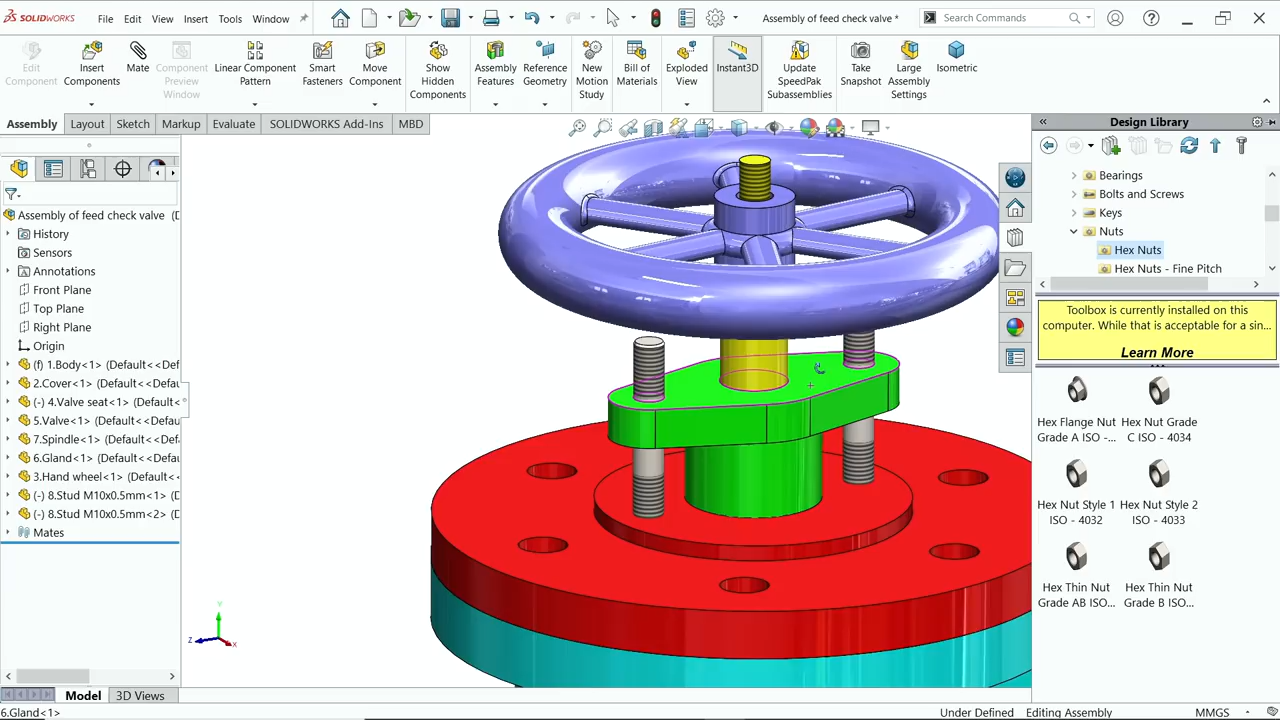 SOLIDWORKS File Edit View Insert Tools Window Assembly of feed check valve * Search Commands
Edit Component
Insert Components
Mate
Component Preview Window
Linear Component Pattern
Smart Fasteners
Move Component
Show Hidden Components
Assembly Features
Reference Geometry
New Motion Study
Bill of Materials
Exploded View
Instant3D
Update SpeedPak Subassemblies
Take Snapshot
Large Assembly Settings
Isometric
Assembly Layout Sketch Markup Evaluate SOLIDWORKS Add-Ins MBD
Assembly of feed check valve (D
History
Sensors
Annotations
Front Plane
Top Plane
Right Plane
Origin
(f) 1.Body<1> (Default<<Defau
2.Cover<1> (Default<<Defau
(-) 4.Valve seat<1> (Default<
5.Valve<1> (Default<<Default
7.Spindle<1> (Default<<Defa
6.Gland<1> (Default<<Defau
3.Hand wheel<1> (Default<<
(-) 8.Stud M10x0.5mm<1> (D
(-) 8.Stud M10x0.5mm<2> (D
Mates
Y
Z
X
Design Library
Bearings
Bolts and Screws
Keys
Nuts
Hex Nuts
Hex Nuts - Fine Pitch
Toolbox is currently installed on this
computer. While that is acceptable for a sin...
Learn More
Hex Flange Nut Grade A ISO -...
Hex Nut Grade C ISO - 4034
Hex Nut Style 1 ISO - 4032
Hex Nut Style 2 ISO - 4033
Hex Thin Nut Grade AB ISO...
Hex Thin Nut Grade B ISO...
Model 3D Views
6.Gland<1> Under Defined Editing Assembly MMGS